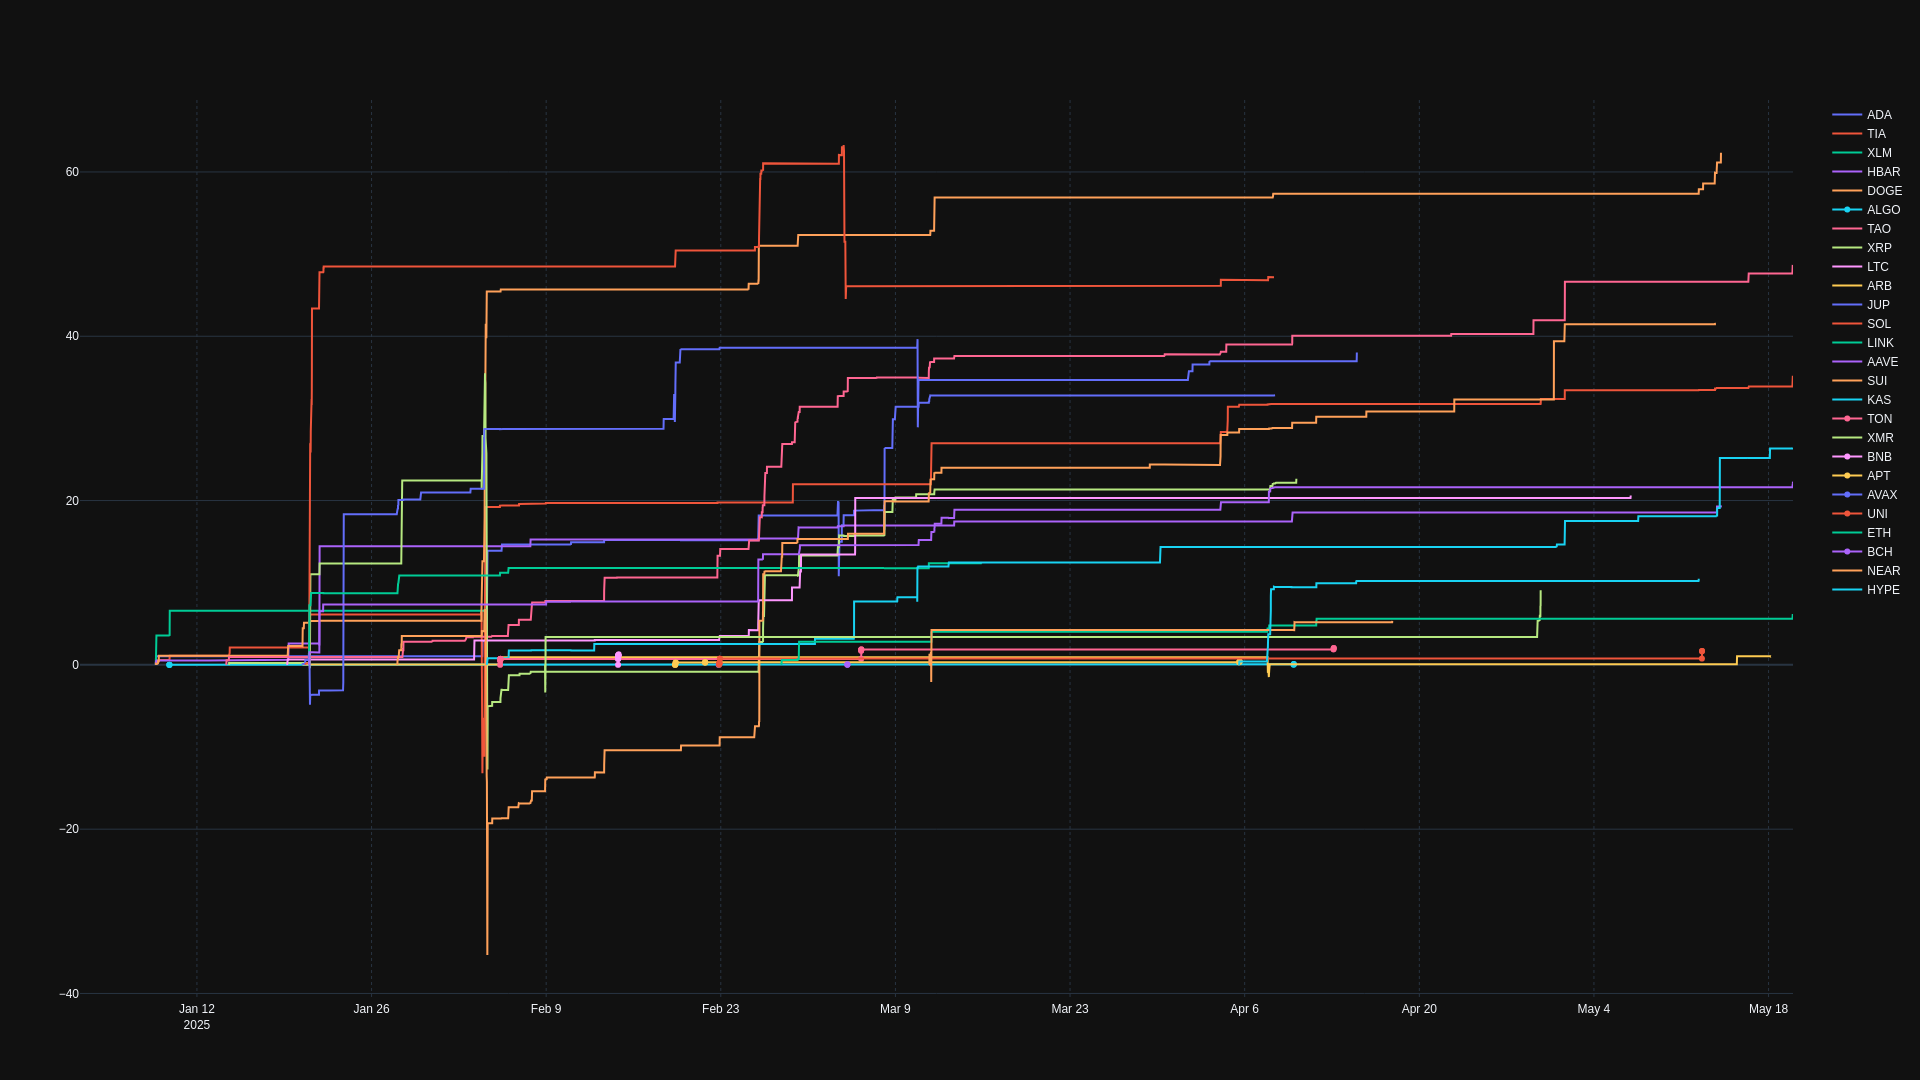 60
40
20
0
−20
−40
Jan 12
2025
Jan 26
Feb 9
Feb 23
Mar 9
Mar 23
Apr 6
Apr 20
May 4
May 18
ADA
TIA
XLM
HBAR
DOGE
ALGO
TAO
XRP
LTC
ARB
JUP
SOL
LINK
AAVE
SUI
KAS
TON
XMR
BNB
APT
AVAX
UNI
ETH
BCH
NEAR
HYPE